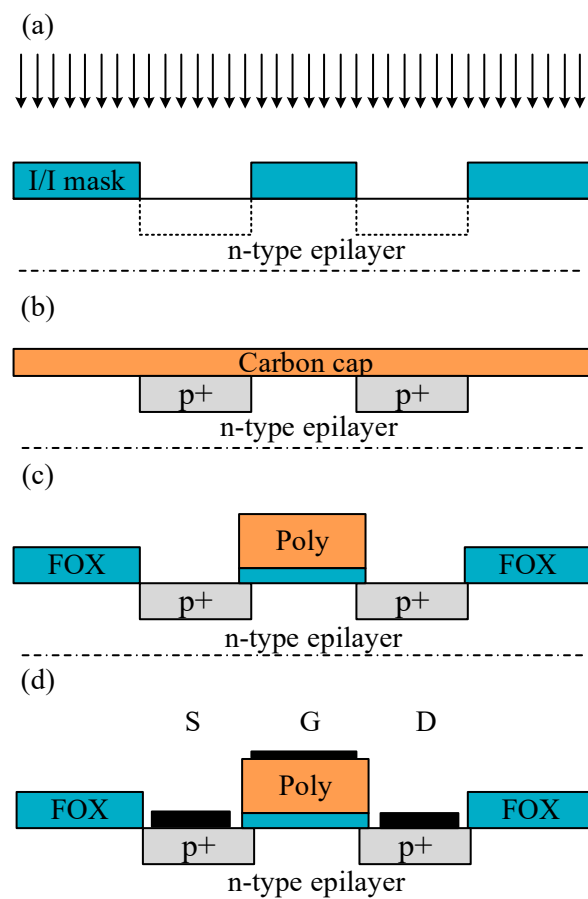 (a)
I/I mask
n-type epilayer
(b)
Carbon cap
p+ p+
n-type epilayer
(c)
Poly
FOX FOX
p+ p+
n-type epilayer
(d)
S G D
Poly
FOX FOX
p+ p+
n-type epilayer